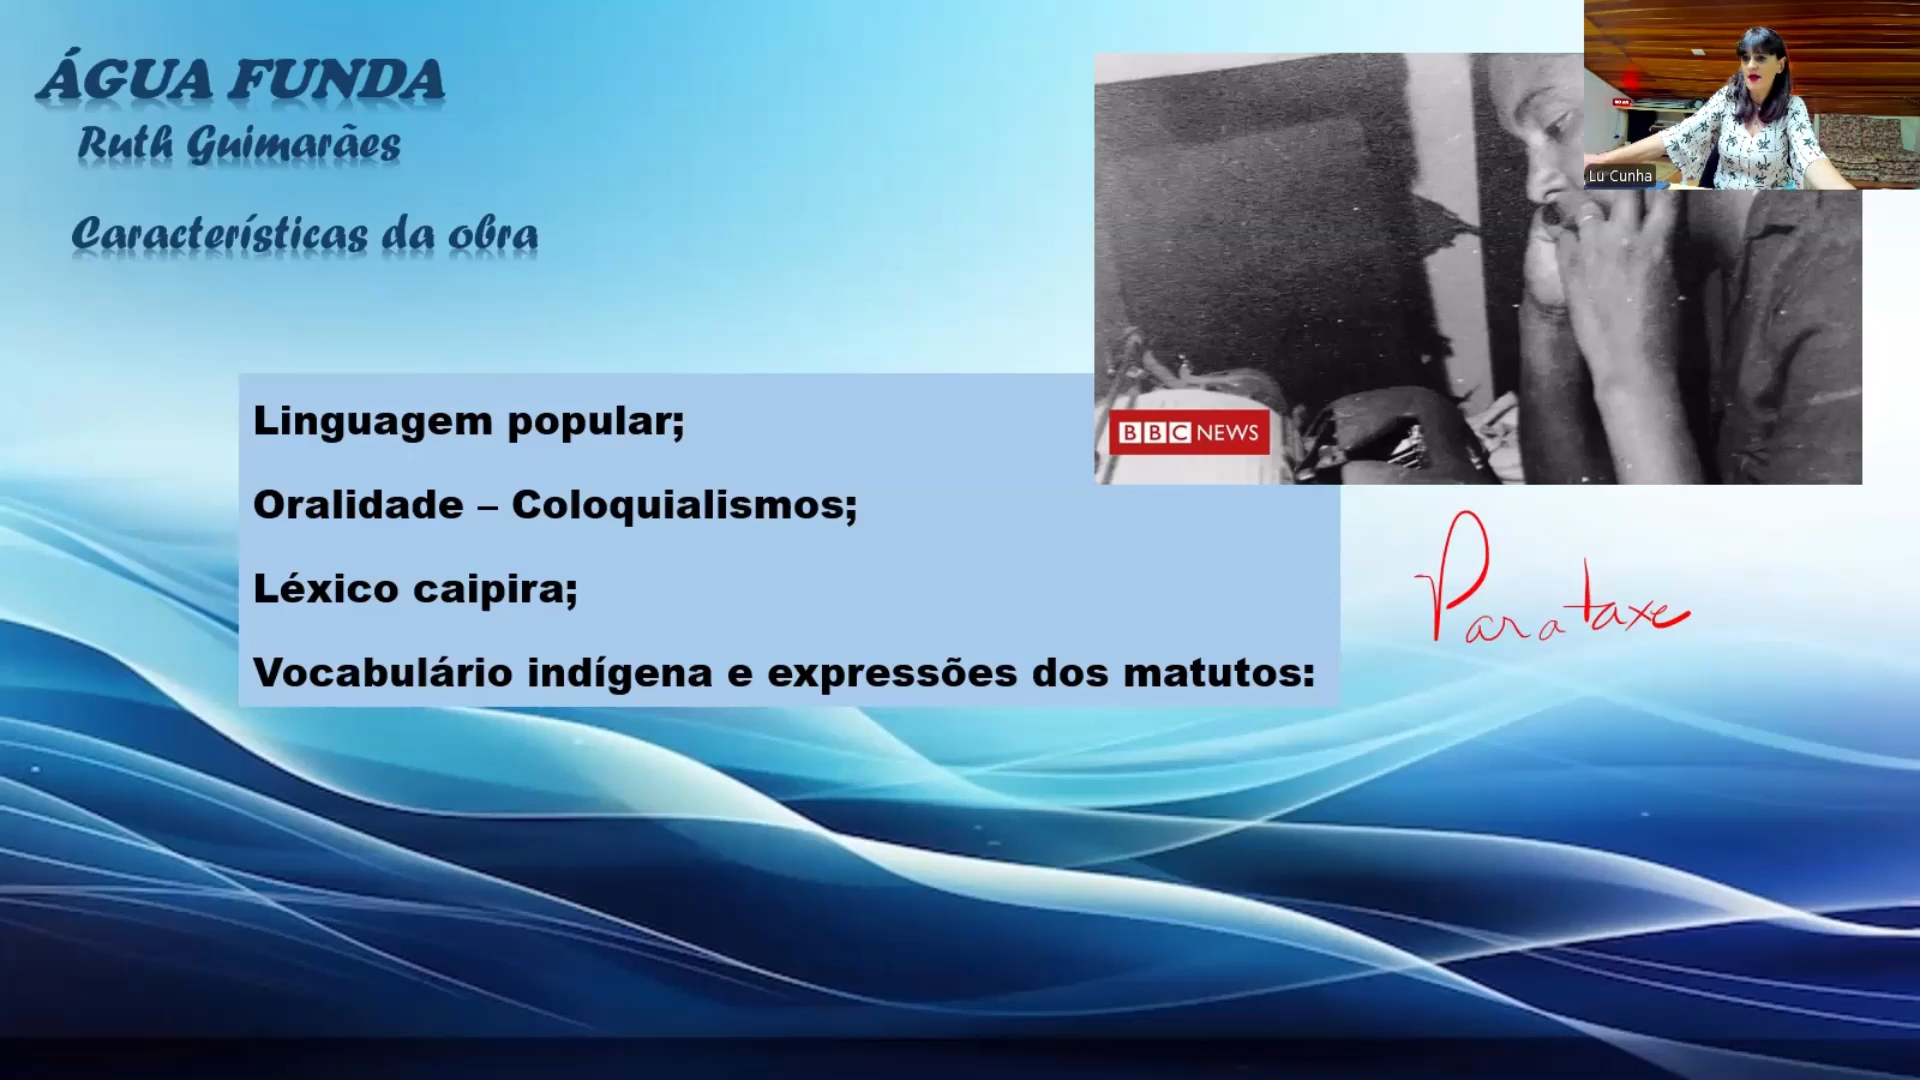 ÁGUA FUNDA
Ruth Guimarães
Características da obra
Linguagem popular;
Oralidade – Coloquialismos;
Léxico caipira;
Vocabulário indígena e expressões dos matutos:
BBC NEWS
Parataxe
Lu Cunha